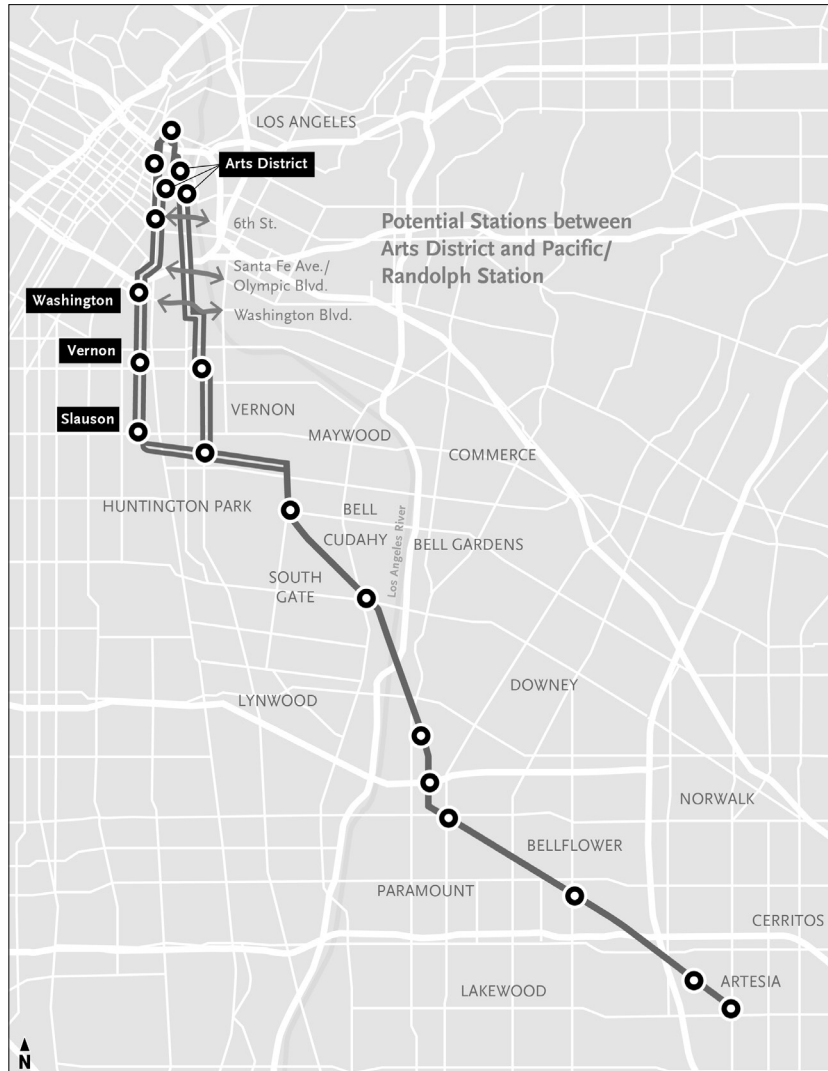 LOS ANGELES
Arts District
6th St.
Potential Stations between
Arts District and Pacific/
Randolph Station
Santa Fe Ave./
Olympic Blvd.
Washington
Washington Blvd.
Vernon
Slauson
VERNON
MAYWOOD
COMMERCE
HUNTINGTON PARK
BELL
CUDAHY
BELL GARDENS
Los Angeles River
SOUTH
GATE
DOWNEY
LYNWOOD
NORWALK
BELLFLOWER
PARAMOUNT
CERRITOS
ARTESIA
LAKEWOOD
N